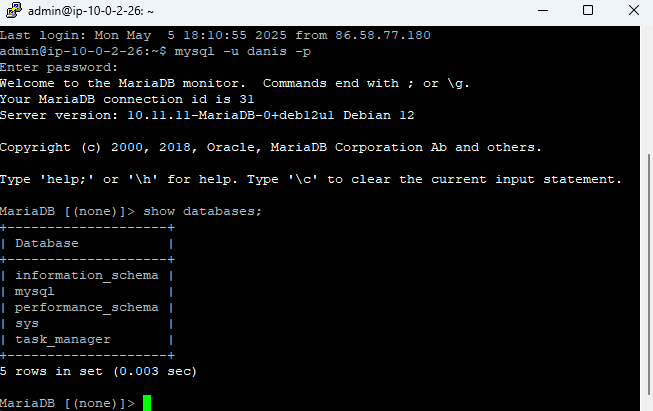 admin@ip-10-0-2-26: ~
Last login: Mon May  5 18:10:55 2025 from 86.58.77.180
admin@ip-10-0-2-26:~$ mysql -u danis -p
Enter password:
Welcome to the MariaDB monitor.  Commands end with ; or \g.
Your MariaDB connection id is 31
Server version: 10.11.11-MariaDB-0+deb12u1 Debian 12

Copyright (c) 2000, 2018, Oracle, MariaDB Corporation Ab and others.

Type 'help;' or '\h' for help. Type '\c' to clear the current input statement.

MariaDB [(none)]> show databases;
+--------------------+
| Database           |
+--------------------+
| information_schema |
| mysql              |
| performance_schema |
| sys                |
| task_manager       |
+--------------------+
5 rows in set (0.003 sec)

MariaDB [(none)]>